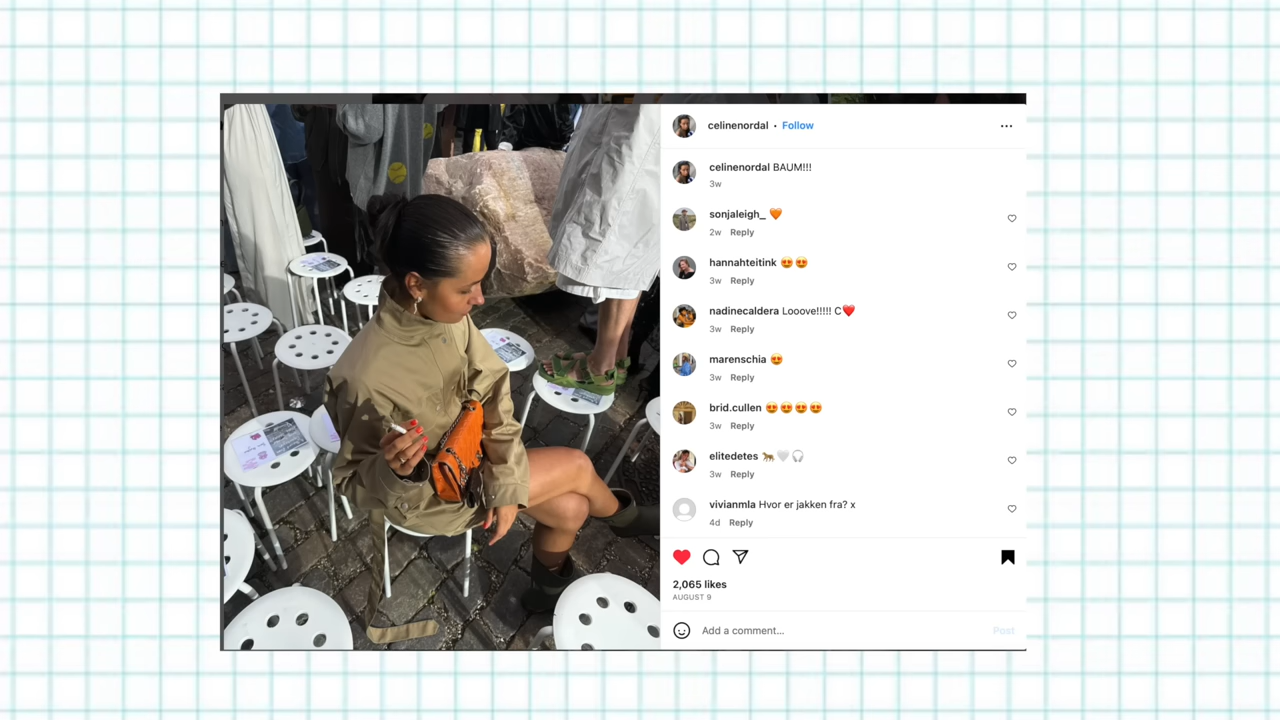 celinenordal • Follow
celinenordal BAUM!!!
3w
sonjaleigh_ 🧡
2w Reply
hannahteitink 😍😍
3w Reply
nadinecaldera Looove!!!!! C❤️
3w Reply
marenschia 😍
3w Reply
brid.cullen 😍😍😍😍
3w Reply
elitedetes 🐆🤍🎧
3w Reply
vivianmla Hvor er jakken fra? x
4d Reply
2,065 likes
AUGUST 9
Add a comment...
Post